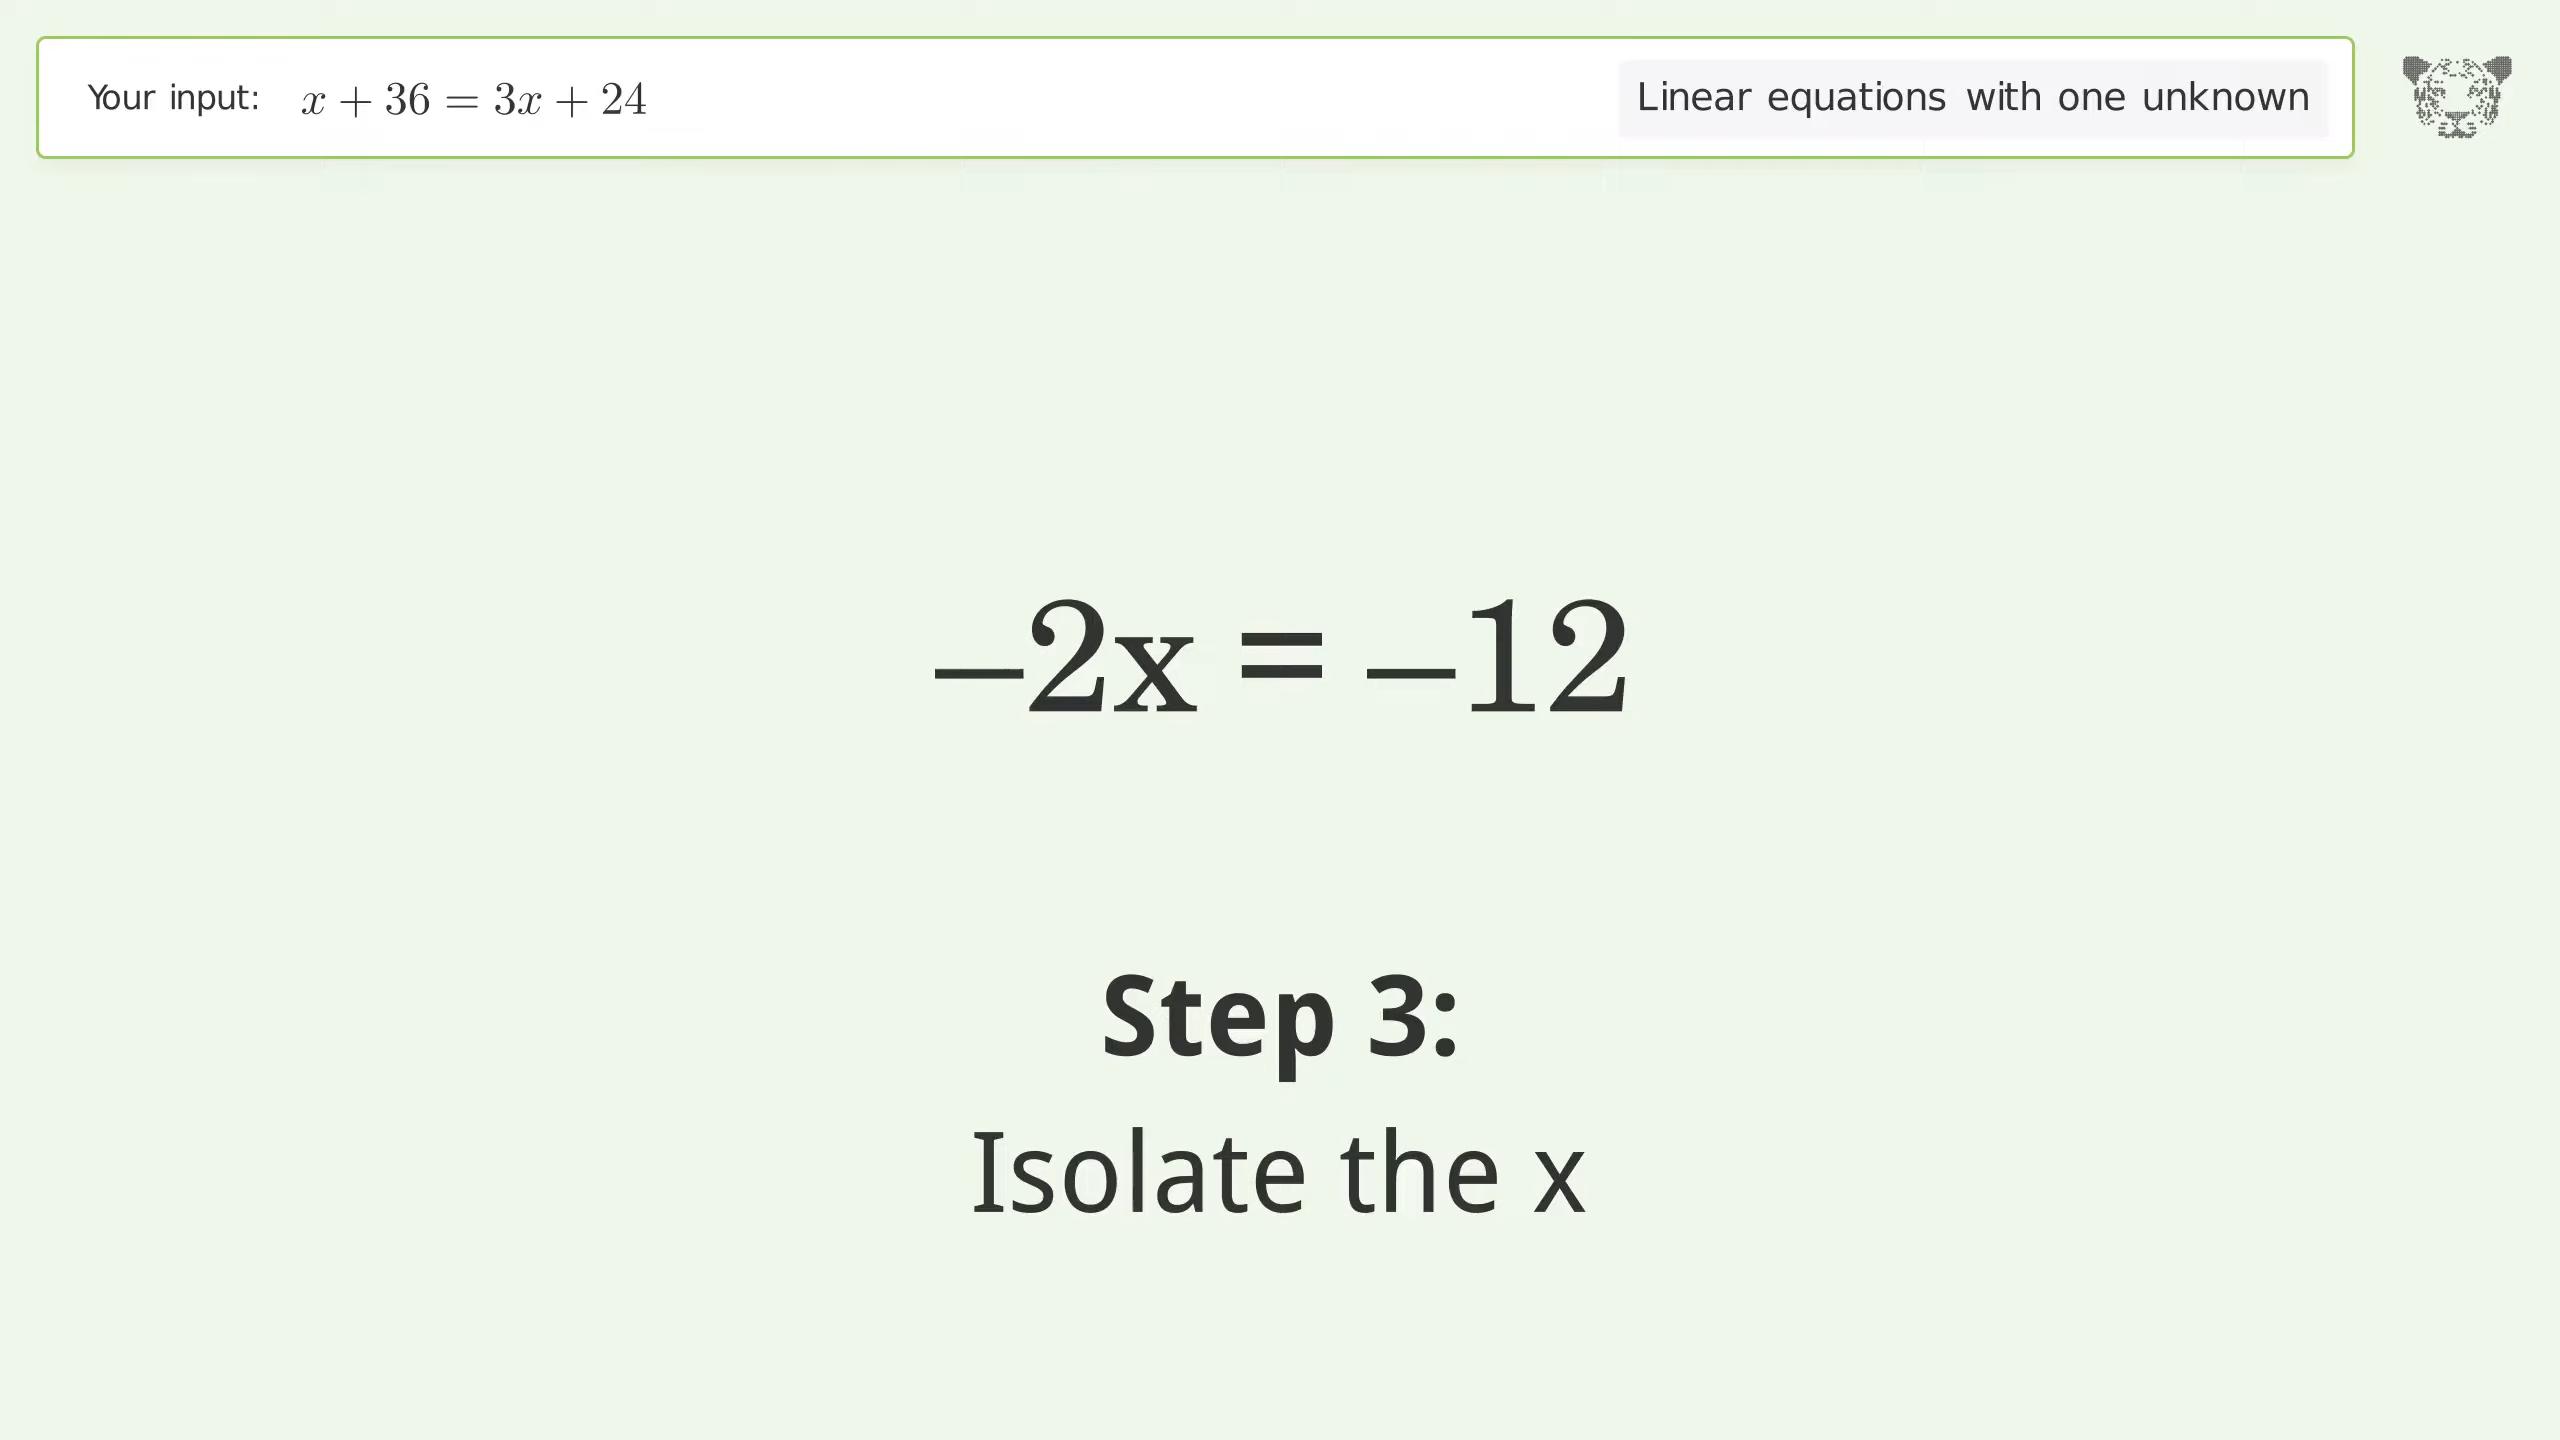 Your input: x + 36 = 3x + 24
Linear equations with one unknown
–2x = –12
Step 3:
Isolate the x